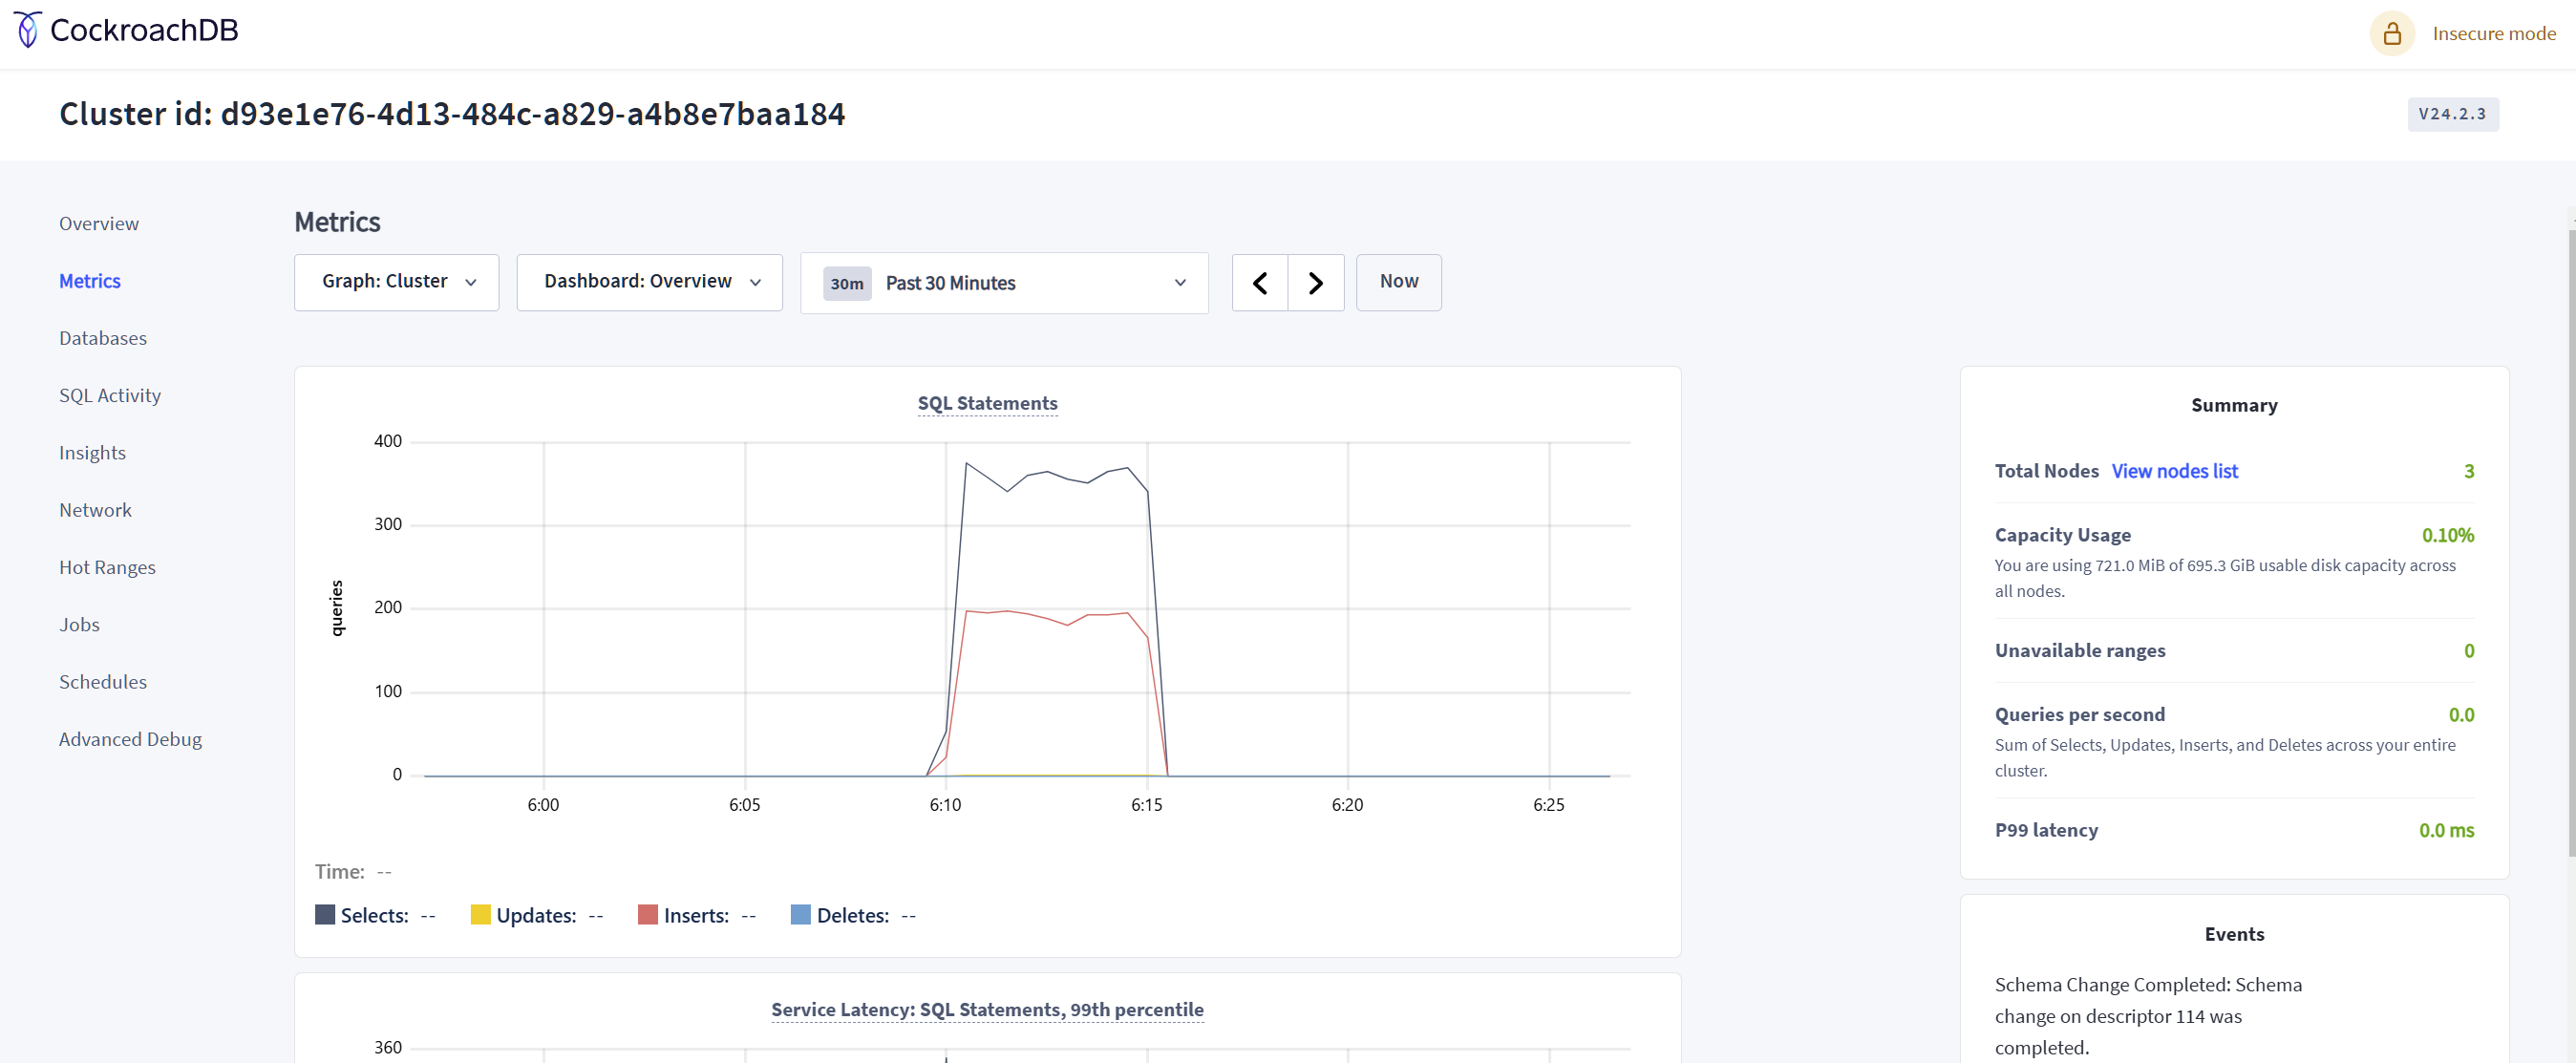 CockroachDB
Insecure mode
Cluster id: d93e1e76-4d13-484c-a829-a4b8e7baa184
V24.2.3
Overview
Metrics
Databases
SQL Activity
Insights
Network
Hot Ranges
Jobs
Schedules
Advanced Debug
Metrics
Graph: Cluster
Dashboard: Overview
30m Past 30 Minutes
Now
SQL Statements
400
300
200
100
0
queries
6:00 6:05 6:10 6:15 6:20 6:25
Time: --
Selects: -- Updates: -- Inserts: -- Deletes: --
Service Latency: SQL Statements, 99th percentile
360
Summary
Total Nodes View nodes list 3
Capacity Usage 0.10%
You are using 721.0 MiB of 695.3 GiB usable disk capacity across
all nodes.
Unavailable ranges 0
Queries per second 0.0
Sum of Selects, Updates, Inserts, and Deletes across your entire
cluster.
P99 latency 0.0 ms
Events
Schema Change Completed: Schema
change on descriptor 114 was
completed.